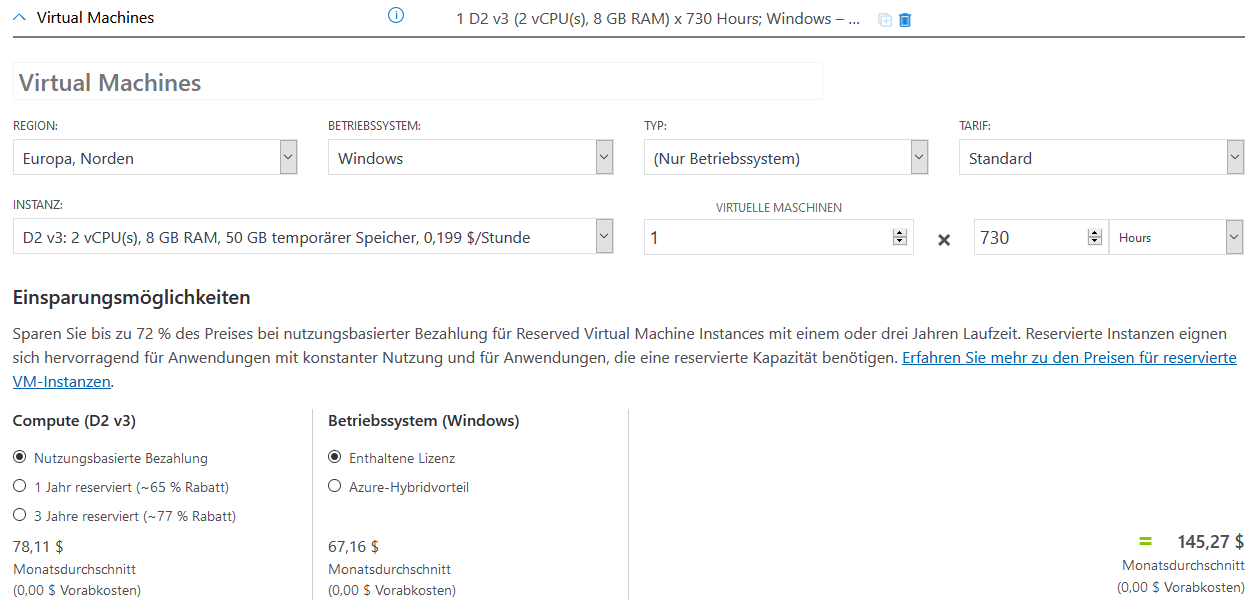 Virtual Machines
1 D2 v3 (2 vCPU(s), 8 GB RAM) x 730 Hours; Windows – ...
Virtual Machines
REGION: BETRIEBSSYSTEM: TYP: TARIF:
Europa, Norden Windows (Nur Betriebssystem) Standard
INSTANZ: VIRTUELLE MASCHINEN
D2 v3: 2 vCPU(s), 8 GB RAM, 50 GB temporärer Speicher, 0,199 $/Stunde 1 × 730 Hours
Einsparungsmöglichkeiten
Sparen Sie bis zu 72 % des Preises bei nutzungsbasierter Bezahlung für Reserved Virtual Machine Instances mit einem oder drei Jahren Laufzeit. Reservierte Instanzen eignen
sich hervorragend für Anwendungen mit konstanter Nutzung und für Anwendungen, die eine reservierte Kapazität benötigen. Erfahren Sie mehr zu den Preisen für reservierte
VM-Instanzen.
Compute (D2 v3)
Nutzungsbasierte Bezahlung
1 Jahr reserviert (~65 % Rabatt)
3 Jahre reserviert (~77 % Rabatt)
78,11 $
Monatsdurchschnitt
(0,00 $ Vorabkosten)
Betriebssystem (Windows)
Enthaltene Lizenz
Azure-Hybridvorteil
67,16 $
Monatsdurchschnitt
(0,00 $ Vorabkosten)
= 145,27 $
Monatsdurchschnitt
(0,00 $ Vorabkosten)